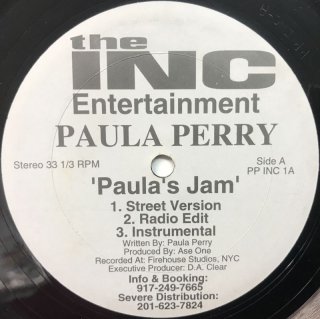 the
INC
Entertainment
PAULA PERRY
Stereo 33 1/3 RPM
Side A
PP INC 1A
'Paula's Jam'
1. Street Version
2. Radio Edit
3. Instrumental
Written By: Paula Perry
Produced By: Ase One
Recorded At: Firehouse Studios, NYC
Executive Producer: D.A. Clear
Info & Booking:
917-249-7665
Severe Distribution:
201-623-7824